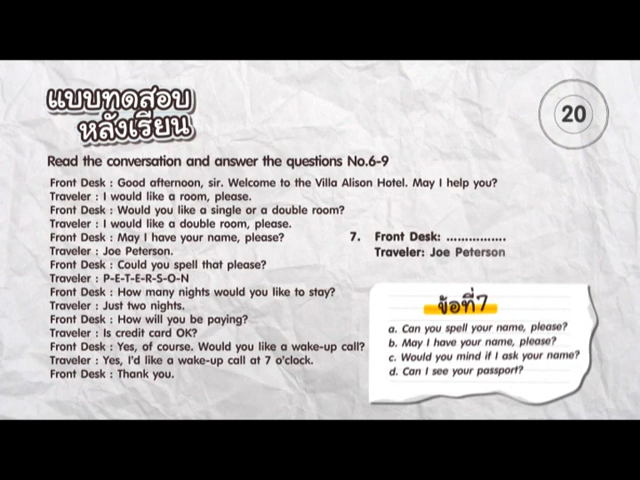 แบบทดสอบ
หลังเรียน
20
Read the conversation and answer the questions No.6-9
Front Desk : Good afternoon, sir. Welcome to the Villa Alison Hotel. May I help you?
Traveler : I would like a room, please.
Front Desk : Would you like a single or a double room?
Traveler : I would like a double room, please.
Front Desk : May I have your name, please?
Traveler : Joe Peterson.
Front Desk : Could you spell that please?
Traveler : P-E-T-E-R-S-O-N
Front Desk : How many nights would you like to stay?
Traveler : Just two nights.
Front Desk : How will you be paying?
Traveler : Is credit card OK?
Front Desk : Yes, of course. Would you like a wake-up call?
Traveler : Yes, I'd like a wake-up call at 7 o'clock.
Front Desk : Thank you.
7. Front Desk: .................
Traveler: Joe Peterson
ข้อที่7
a. Can you spell your name, please?
b. May I have your name, please?
c. Would you mind if I ask your name?
d. Can I see your passport?